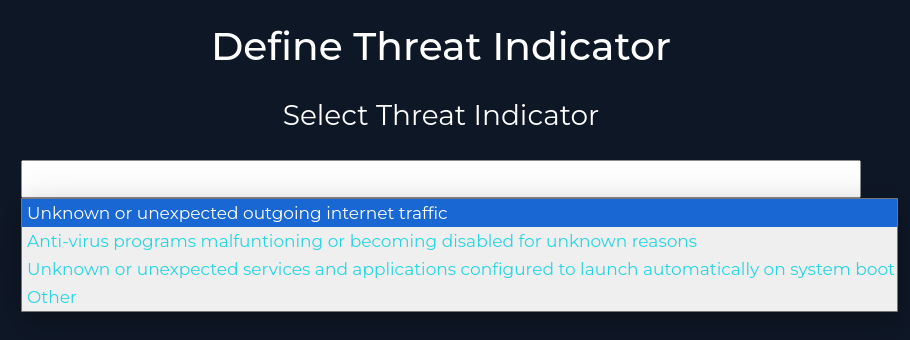 Define Threat Indicator
Select Threat Indicator
Unknown or unexpected outgoing internet traffic
Anti-virus programs malfuntioning or becoming disabled for unknown reasons
Unknown or unexpected services and applications configured to launch automatically on system boot
Other